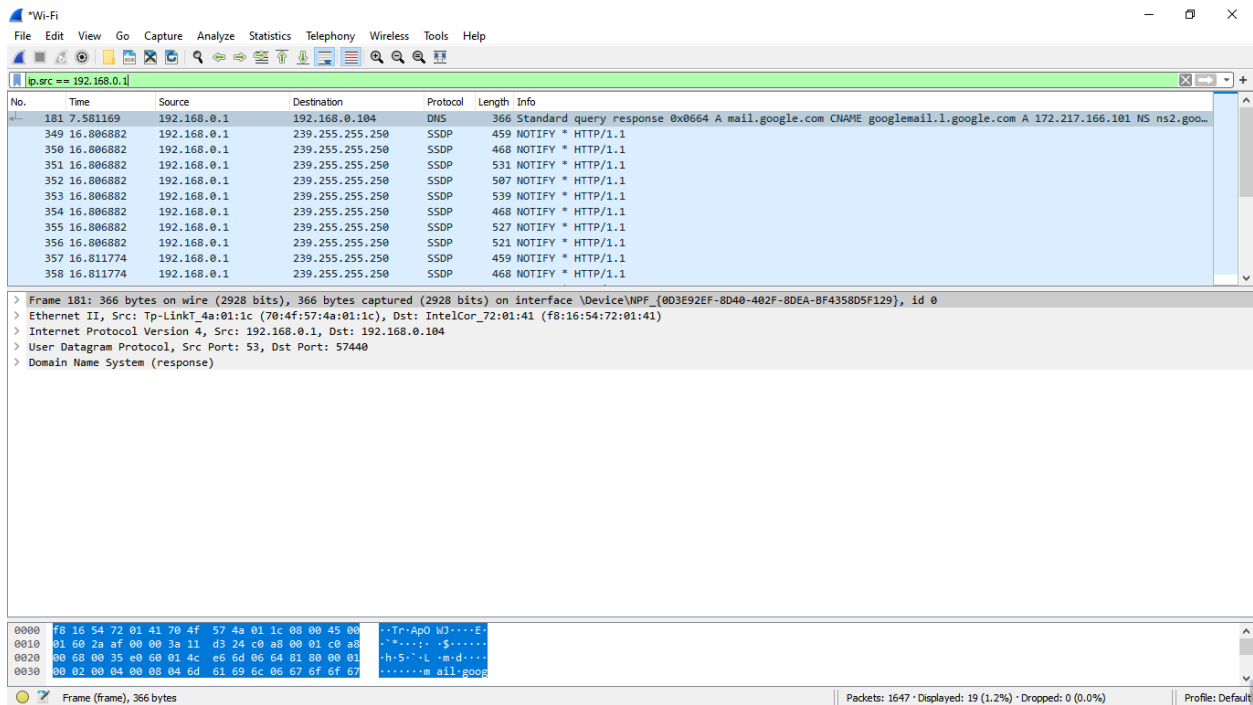 *Wi-Fi
File Edit View Go Capture Analyze Statistics Telephony Wireless Tools Help
ip.src == 192.168.0.1
No. Time Source Destination Protocol Length Info
181 7.581169 192.168.0.1 192.168.0.104 DNS 366 Standard query response 0x0664 A mail.google.com CNAME googlemail.l.google.com A 172.217.166.101 NS ns2.goo…
349 16.806882 192.168.0.1 239.255.255.250 SSDP 459 NOTIFY * HTTP/1.1
350 16.806882 192.168.0.1 239.255.255.250 SSDP 468 NOTIFY * HTTP/1.1
351 16.806882 192.168.0.1 239.255.255.250 SSDP 531 NOTIFY * HTTP/1.1
352 16.806882 192.168.0.1 239.255.255.250 SSDP 507 NOTIFY * HTTP/1.1
353 16.806882 192.168.0.1 239.255.255.250 SSDP 539 NOTIFY * HTTP/1.1
354 16.806882 192.168.0.1 239.255.255.250 SSDP 468 NOTIFY * HTTP/1.1
355 16.806882 192.168.0.1 239.255.255.250 SSDP 527 NOTIFY * HTTP/1.1
356 16.806882 192.168.0.1 239.255.255.250 SSDP 521 NOTIFY * HTTP/1.1
357 16.811774 192.168.0.1 239.255.255.250 SSDP 459 NOTIFY * HTTP/1.1
358 16.811774 192.168.0.1 239.255.255.250 SSDP 468 NOTIFY * HTTP/1.1
Frame 181: 366 bytes on wire (2928 bits), 366 bytes captured (2928 bits) on interface \Device\NPF_{0D3E92EF-8D40-402F-8DEA-BF4358D5F129}, id 0
Ethernet II, Src: Tp-LinkT_4a:01:1c (70:4f:57:4a:01:1c), Dst: IntelCor_72:01:41 (f8:16:54:72:01:41)
Internet Protocol Version 4, Src: 192.168.0.1, Dst: 192.168.0.104
User Datagram Protocol, Src Port: 53, Dst Port: 57440
Domain Name System (response)
0000 f8 16 54 72 01 41 70 4f 57 4a 01 1c 08 00 45 00 ··Tr·ApO WJ····E·
0010 01 60 2a af 00 00 3a 11 d3 24 c0 a8 00 01 c0 a8 ·`*···:· ·$······
0020 00 68 00 35 e0 60 01 4c e6 6d 06 64 81 80 00 01 ·h·5·`·L ·m·d····
0030 00 02 00 04 00 08 04 6d 61 69 6c 06 67 6f 6f 67 ·······m ail·goog
Frame (frame), 366 bytes Packets: 1647 · Displayed: 19 (1.2%) · Dropped: 0 (0.0%) Profile: Default